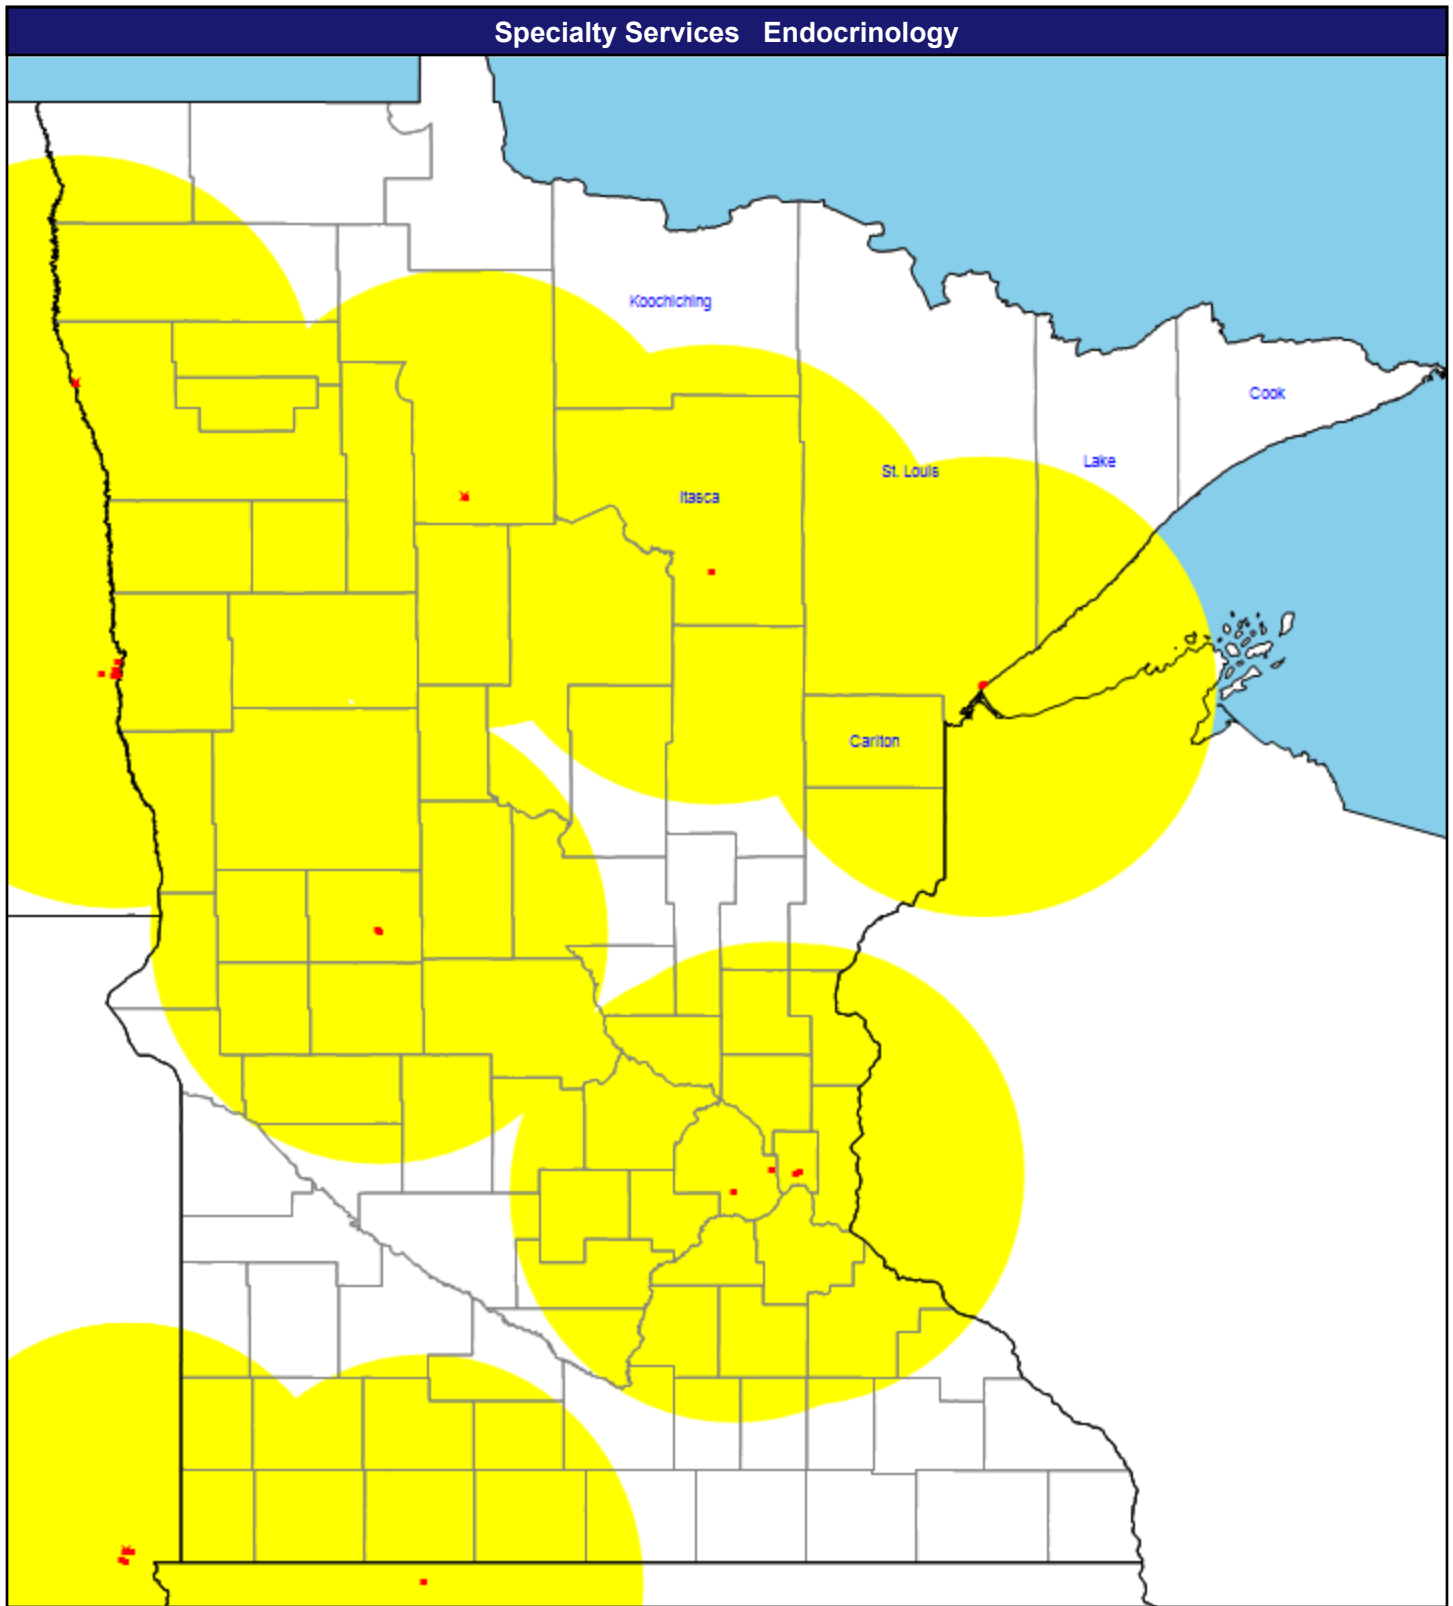 Specialty Services Endocrinology
Koochiching
Cook
Lake
St. Louis
Itasca
Carlton